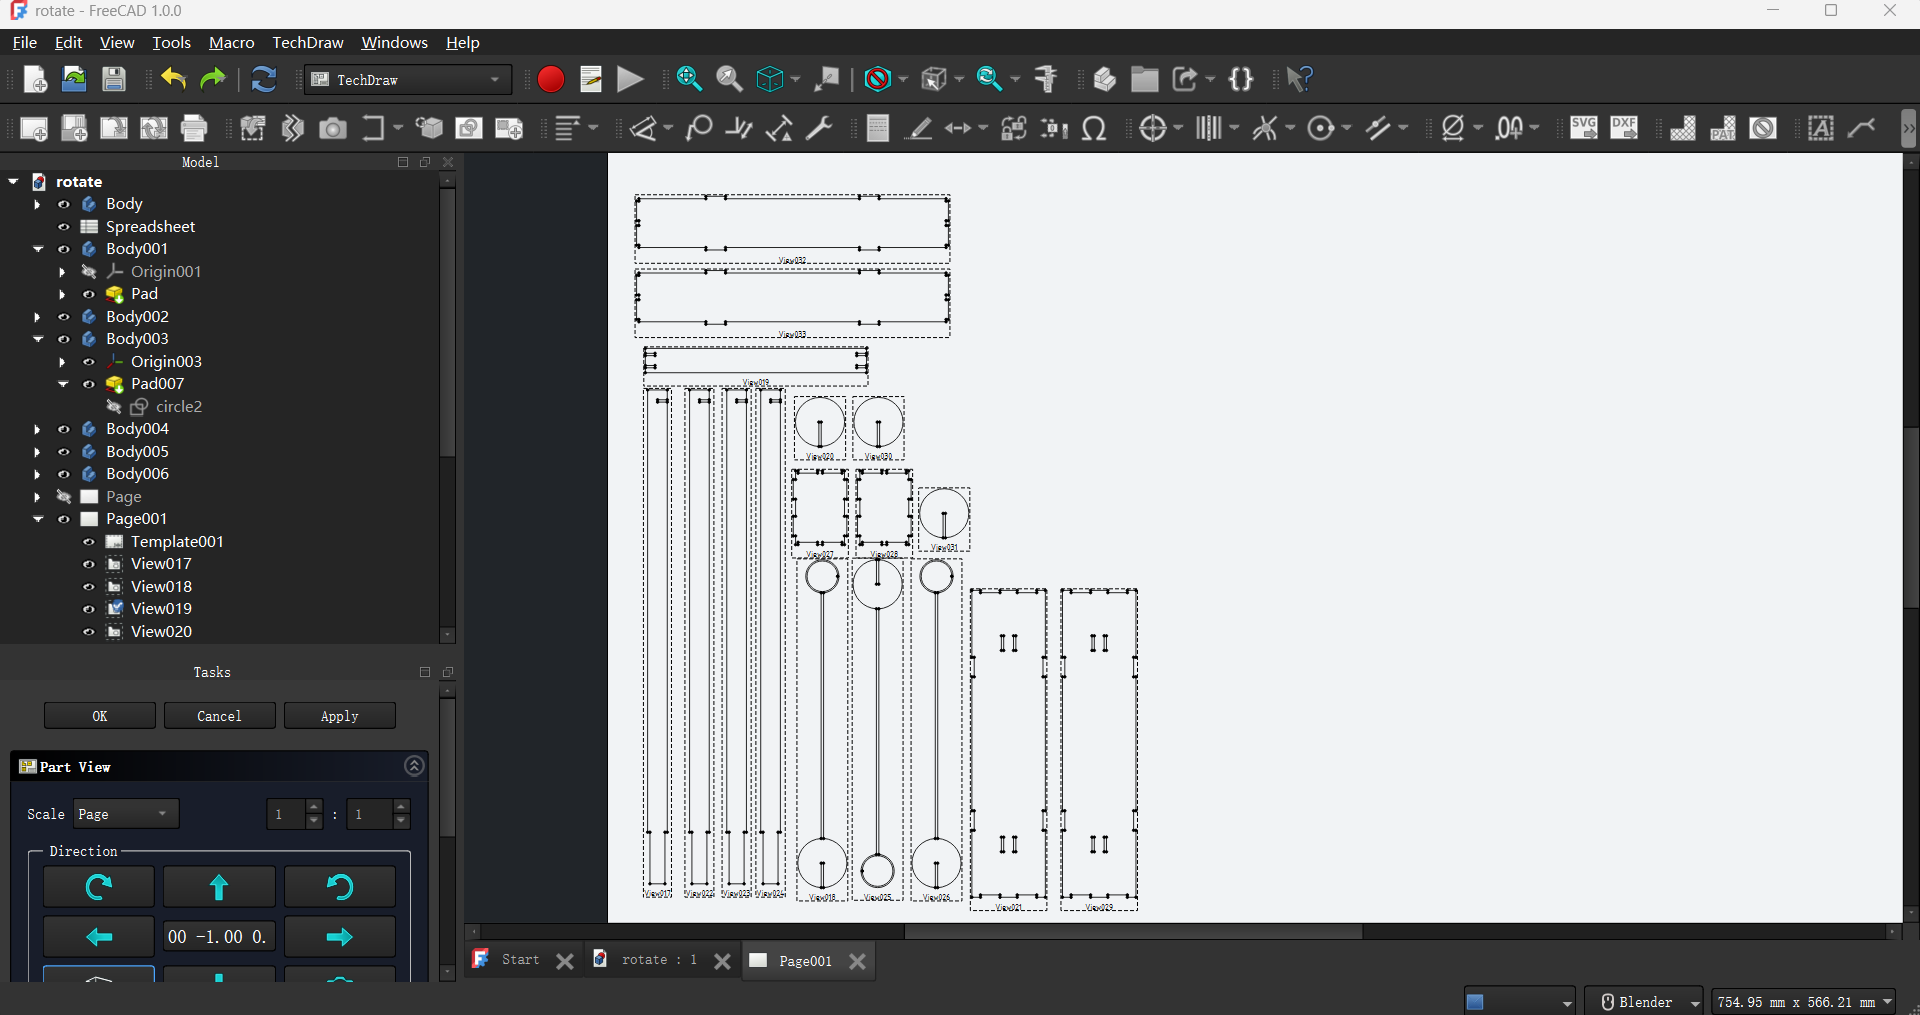 rotate - FreeCAD 1.0.0
File Edit View Tools Macro TechDraw Windows Help
TechDraw
SVG
DXF
PAT
Model
rotate
Body
Spreadsheet
Body001
Origin001
Pad
Body002
Body003
Origin003
Pad007
circle2
Body004
Body005
Body006
Page
Page001
Template001
View017
View018
View019
View020
Tasks
OK Cancel Apply
Part View
Scale Page 1 : 1
Direction
00 -1.00 0.
View032
View033
View019
View020 View030
View027 View028 View031
View017 View022 View023 View024 View018 View025 View026 View021 View029
Start rotate : 1 Page001
Blender 754.95 mm x 566.21 mm